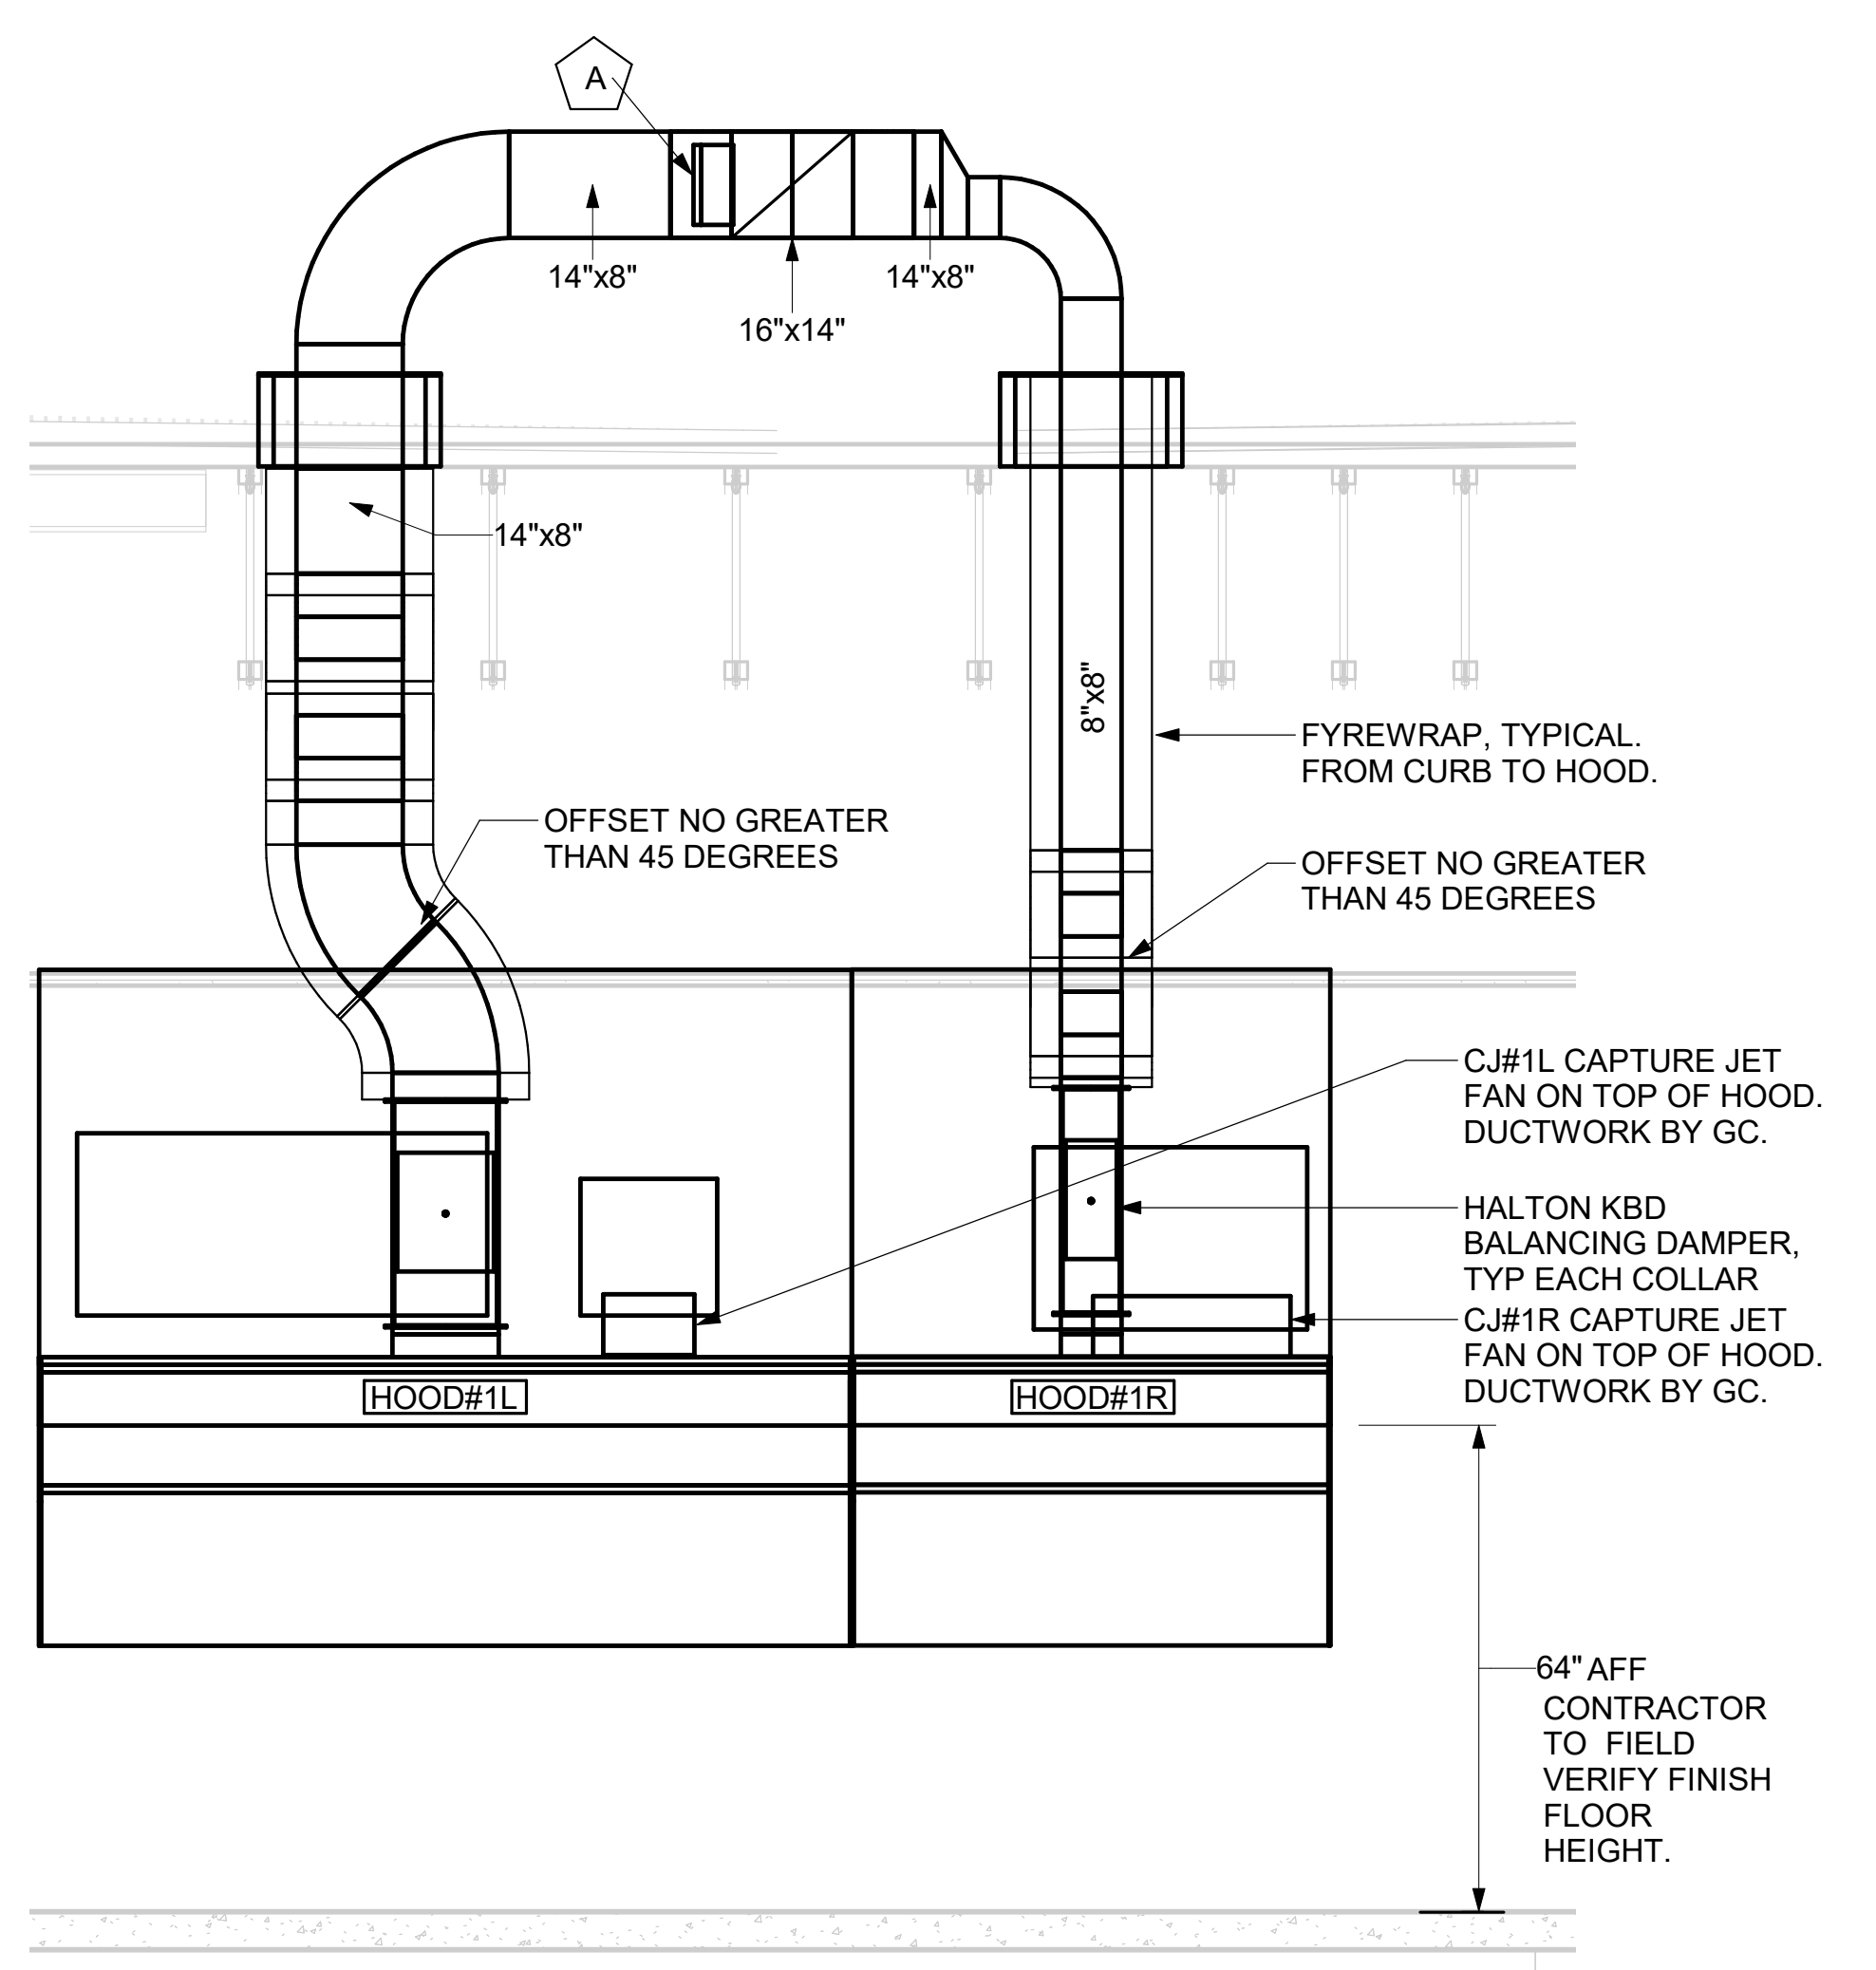 A
14"x8"
14"x8"
16"x14"
14"x8"
8"x8"
FYREWRAP, TYPICAL.
FROM CURB TO HOOD.
OFFSET NO GREATER
THAN 45 DEGREES
OFFSET NO GREATER
THAN 45 DEGREES
CJ#1L CAPTURE JET
FAN ON TOP OF HOOD.
DUCTWORK BY GC.
HALTON KBD
BALANCING DAMPER,
TYP EACH COLLAR
CJ#1R CAPTURE JET
FAN ON TOP OF HOOD.
DUCTWORK BY GC.
HOOD#1L
HOOD#1R
64" AFF
CONTRACTOR
TO FIELD
VERIFY FINISH
FLOOR
HEIGHT.